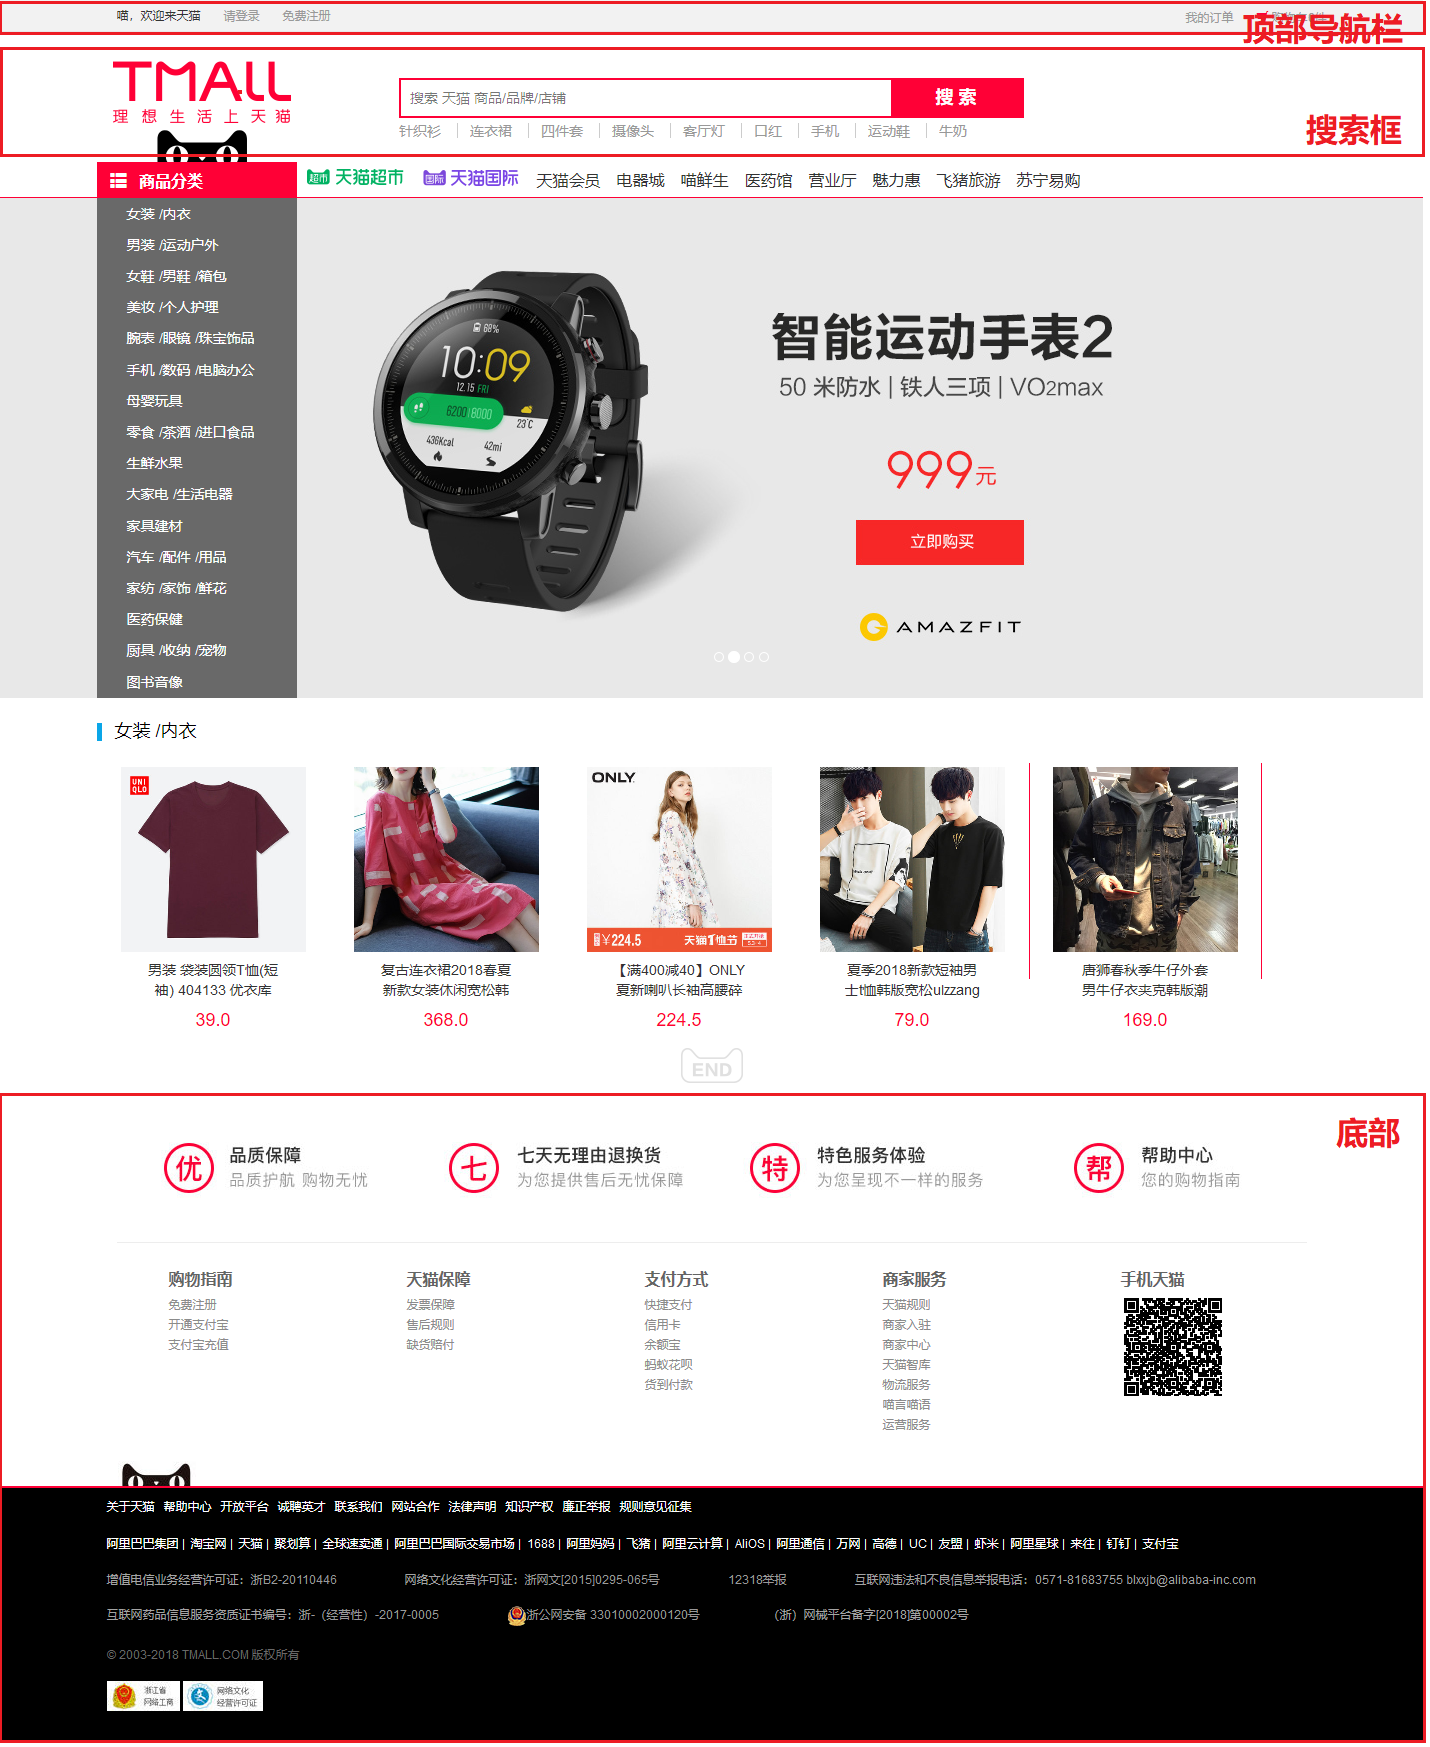 喵，欢迎来天猫 请登录 免费注册 我的订单
顶部导航栏
TMALL
理想生活上天猫
搜索 天猫 商品/品牌/店铺 搜 索
针织衫 连衣裙 四件套 摄像头 客厅灯 口红 手机 运动鞋 牛奶
搜索框
商品分类 超市 天猫超市 国际 天猫国际 天猫会员 电器城 喵鲜生 医药馆 营业厅 魅力惠 飞猪旅游 苏宁易购
女装 /内衣
男装 /运动户外
女鞋 /男鞋 /箱包
美妆 /个人护理
腕表 /眼镜 /珠宝饰品
手机 /数码 /电脑办公
母婴玩具
零食 /茶酒 /进口食品
生鲜水果
大家电 /生活电器
家具建材
汽车 /配件 /用品
家纺 /家饰 /鲜花
医药保健
厨具 /收纳 /宠物
图书音像
68%
10:09
12.15 FRI
6200|8000
23°C
436Kcal 42mi
智能运动手表2
50 米防水 | 铁人三项 | VO2max
999元
立即购买
AMAZFIT
女装 /内衣
UNIQLO
ONLY
¥224.5 天猫T恤节
男装 袋装圆领T恤(短
袖) 404133 优衣库
39.0
复古连衣裙2018春夏
新款女装休闲宽松韩
368.0
【满400减40】ONLY
夏新喇叭长袖高腰碎
224.5
夏季2018新款短袖男
士t恤韩版宽松ulzzang
79.0
唐狮春秋季牛仔外套
男牛仔衣夹克韩版潮
169.0
END
底部
优 品质保障
品质护航 购物无忧
七 七天无理由退换货
为您提供售后无忧保障
特 特色服务体验
为您呈现不一样的服务
帮 帮助中心
您的购物指南
购物指南
免费注册
开通支付宝
支付宝充值
天猫保障
发票保障
售后规则
缺货赔付
支付方式
快捷支付
信用卡
余额宝
蚂蚁花呗
货到付款
商家服务
天猫规则
商家入驻
商家中心
天猫智库
物流服务
喵言喵语
运营服务
手机天猫
关于天猫 帮助中心 开放平台 诚聘英才 联系我们 网站合作 法律声明 知识产权 廉正举报 规则意见征集
阿里巴巴集团 | 淘宝网 | 天猫 | 聚划算 | 全球速卖通 | 阿里巴巴国际交易市场 | 1688 | 阿里妈妈 | 飞猪 | 阿里云计算 | AliOS | 阿里通信 | 万网 | 高德 | UC | 友盟 | 虾米 | 阿里星球 | 来往 | 钉钉 | 支付宝
增值电信业务经营许可证：浙B2-20110446 网络文化经营许可证：浙网文[2015]0295-065号 12318举报 互联网违法和不良信息举报电话：0571-81683755 blxxjb@alibaba-inc.com
互联网药品信息服务资质证书编号：浙-（经营性）-2017-0005 浙公网安备 33010002000120号 （浙）网械平台备字[2018]第00002号
© 2003-2018 TMALL.COM 版权所有
浙江省
网络工商
网络文化
经营许可证